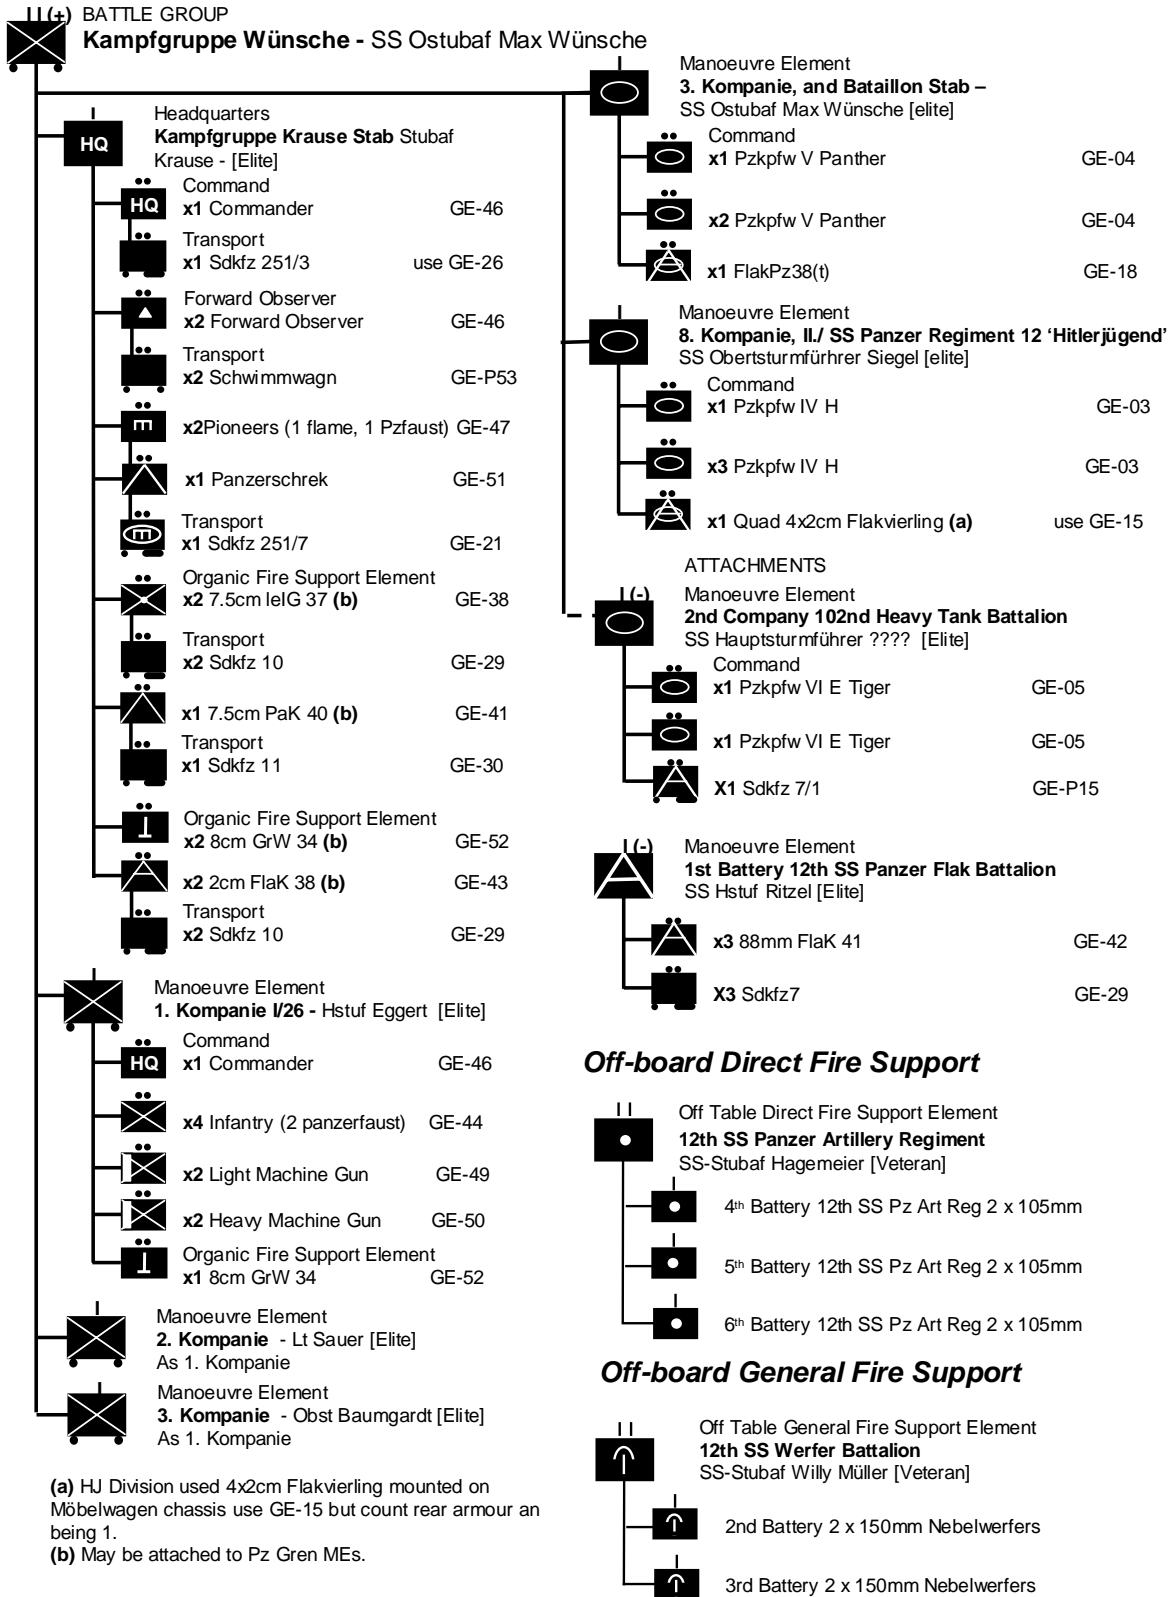 I I (+) BATTLE GROUP
Kampfgruppe Wünsche - SS Ostubaf Max Wünsche
Headquarters
HQ
Kampfgruppe Krause Stab Stubaf
Krause - [Elite]
Command
HQ
x1 Commander GE-46
Transport
x1 Sdkfz 251/3 use GE-26
Forward Observer
x2 Forward Observer GE-46
Transport
x2 Schwimmwagn GE-P53
x2Pioneers (1 flame, 1 Pzfaust) GE-47
x1 Panzerschrek GE-51
Transport
x1 Sdkfz 251/7 GE-21
Organic Fire Support Element
x2 7.5cm leIG 37 (b) GE-38
Transport
x2 Sdkfz 10 GE-29
x1 7.5cm PaK 40 (b) GE-41
Transport
x1 Sdkfz 11 GE-30
Organic Fire Support Element
x2 8cm GrW 34 (b) GE-52
x2 2cm FlaK 38 (b) GE-43
Transport
x2 Sdkfz 10 GE-29
Manoeuvre Element
1. Kompanie I/26 - Hstuf Eggert [Elite]
Command
HQ
x1 Commander GE-46
x4 Infantry (2 panzerfaust) GE-44
x2 Light Machine Gun GE-49
x2 Heavy Machine Gun GE-50
Organic Fire Support Element
x1 8cm GrW 34 GE-52
Manoeuvre Element
2. Kompanie - Lt Sauer [Elite]
As 1. Kompanie
Manoeuvre Element
3. Kompanie - Obst Baumgardt [Elite]
As 1. Kompanie
(a) HJ Division used 4x2cm Flakvierling mounted on
Möbelwagen chassis use GE-15 but count rear armour an
being 1.
(b) May be attached to Pz Gren MEs.
Manoeuvre Element
3. Kompanie, and Bataillon Stab –
SS Ostubaf Max Wünsche [elite]
Command
x1 Pzkpfw V Panther GE-04
x2 Pzkpfw V Panther GE-04
x1 FlakPz38(t) GE-18
Manoeuvre Element
8. Kompanie, II./ SS Panzer Regiment 12 ‘Hitlerjügend’
SS Obertsturmfürhrer Siegel [elite]
Command
x1 Pzkpfw IV H GE-03
x3 Pzkpfw IV H GE-03
x1 Quad 4x2cm Flakvierling (a) use GE-15
ATTACHMENTS
I (-)
Manoeuvre Element
2nd Company 102nd Heavy Tank Battalion
SS Hauptsturmführer ???? [Elite]
Command
x1 Pzkpfw VI E Tiger GE-05
x1 Pzkpfw VI E Tiger GE-05
X1 Sdkfz 7/1 GE-P15
I (-)
Manoeuvre Element
1st Battery 12th SS Panzer Flak Battalion
SS Hstuf Ritzel [Elite]
x3 88mm FlaK 41 GE-42
X3 Sdkfz7 GE-29
Off-board Direct Fire Support
I I
Off Table Direct Fire Support Element
12th SS Panzer Artillery Regiment
SS-Stubaf Hagemeier [Veteran]
4th Battery 12th SS Pz Art Reg 2 x 105mm
5th Battery 12th SS Pz Art Reg 2 x 105mm
6th Battery 12th SS Pz Art Reg 2 x 105mm
Off-board General Fire Support
I I
Off Table General Fire Support Element
12th SS Werfer Battalion
SS-Stubaf Willy Müller [Veteran]
2nd Battery 2 x 150mm Nebelwerfers
3rd Battery 2 x 150mm Nebelwerfers